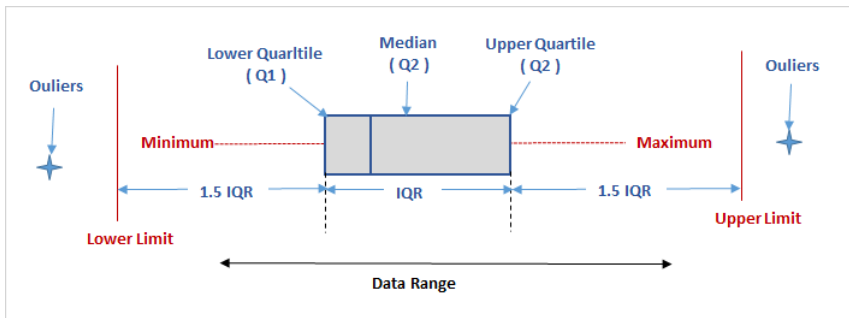 Lower Quarltile
( Q1 )
Median
( Q2 )
Upper Quartile
( Q2 )
Ouliers
Ouliers
Minimum
Maximum
1.5 IQR
IQR
1.5 IQR
Lower Limit
Upper Limit
Data Range